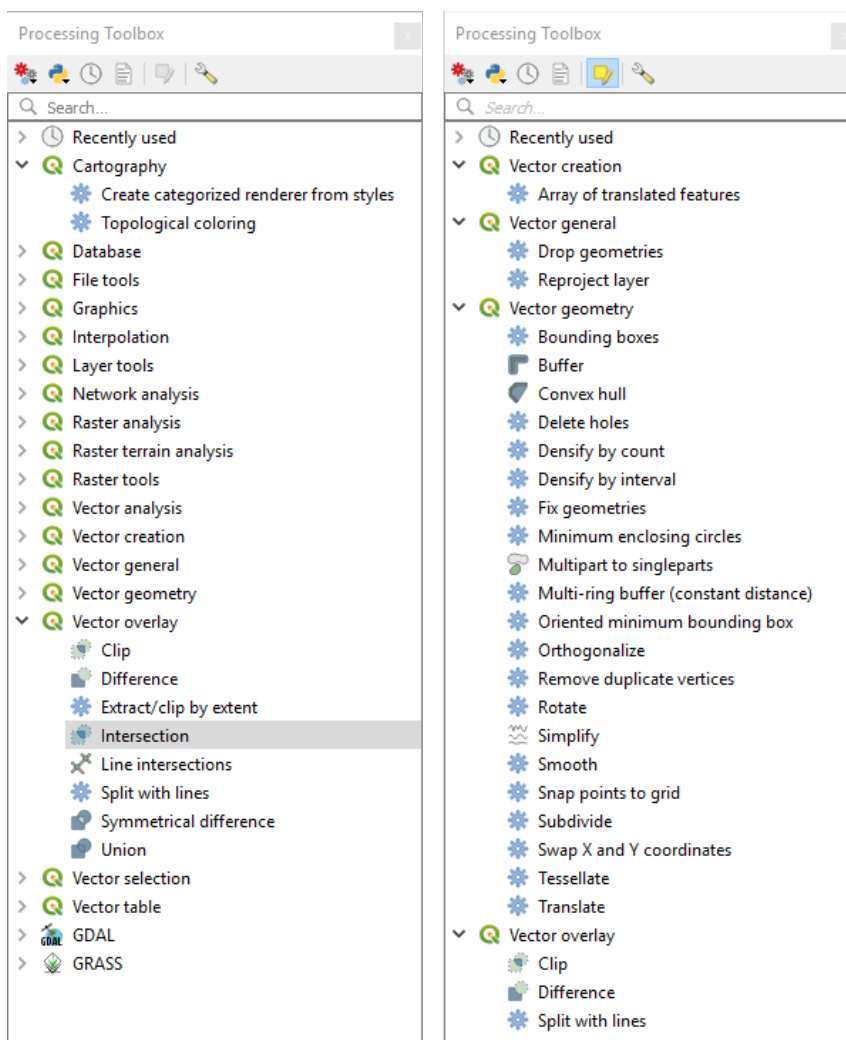 Processing Toolbox
Search...
Recently used
Cartography
Create categorized renderer from styles
Topological coloring
Database
File tools
Graphics
Interpolation
Layer tools
Network analysis
Raster analysis
Raster terrain analysis
Raster tools
Vector analysis
Vector creation
Vector general
Vector geometry
Vector overlay
Clip
Difference
Extract/clip by extent
Intersection
Line intersections
Split with lines
Symmetrical difference
Union
Vector selection
Vector table
GDAL
GDAL
GRASS
Processing Toolbox
Search...
Recently used
Vector creation
Array of translated features
Vector general
Drop geometries
Reproject layer
Vector geometry
Bounding boxes
Buffer
Convex hull
Delete holes
Densify by count
Densify by interval
Fix geometries
Minimum enclosing circles
Multipart to singleparts
Multi-ring buffer (constant distance)
Oriented minimum bounding box
Orthogonalize
Remove duplicate vertices
Rotate
Simplify
Smooth
Snap points to grid
Subdivide
Swap X and Y coordinates
Tessellate
Translate
Vector overlay
Clip
Difference
Split with lines